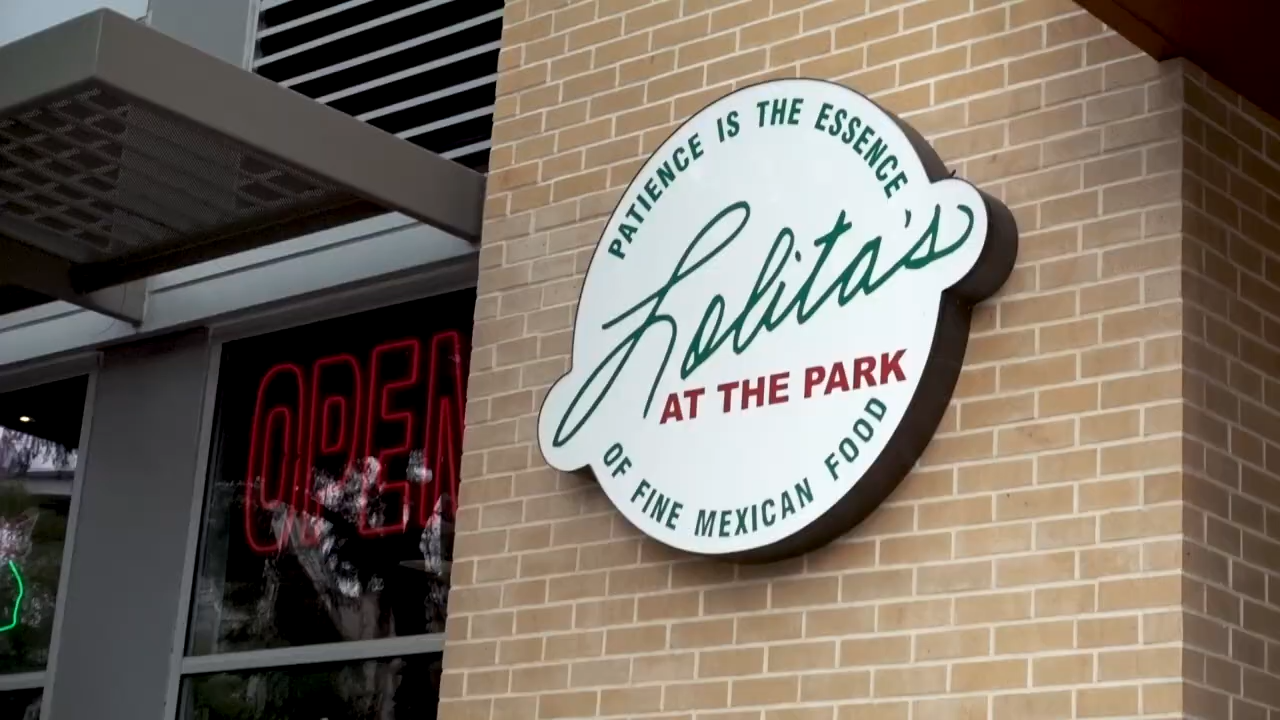 PATIENCE IS THE ESSENCE
Lolita's
AT THE PARK
OF FINE MEXICAN FOOD
OPEN